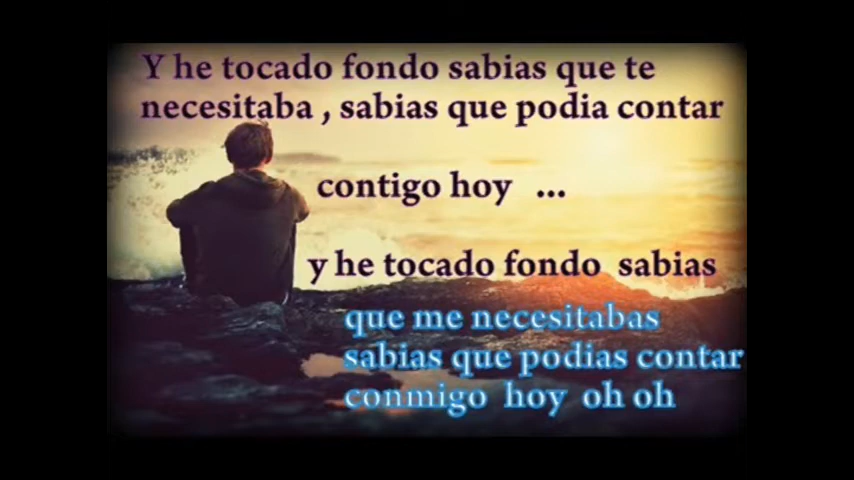 Y he tocado fondo sabias que te
necesitaba , sabias que podia contar
contigo hoy ...
y he tocado fondo sabias
que me necesitabas
sabias que podias contar
conmigo hoy oh oh